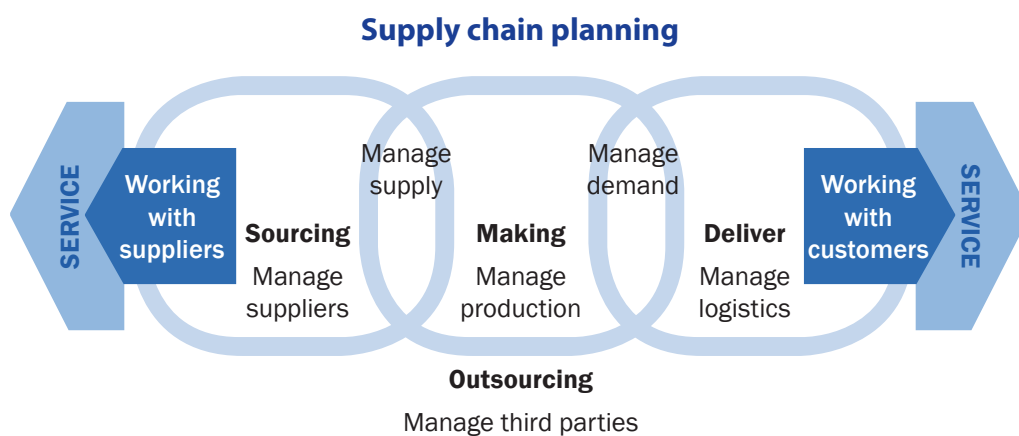 Supply chain planning
SERVICE
Working
with
suppliers
Manage
supply
Manage
demand
Working
with
customers
SERVICE
Sourcing
Manage
suppliers
Making
Manage
production
Deliver
Manage
logistics
Outsourcing
Manage third parties